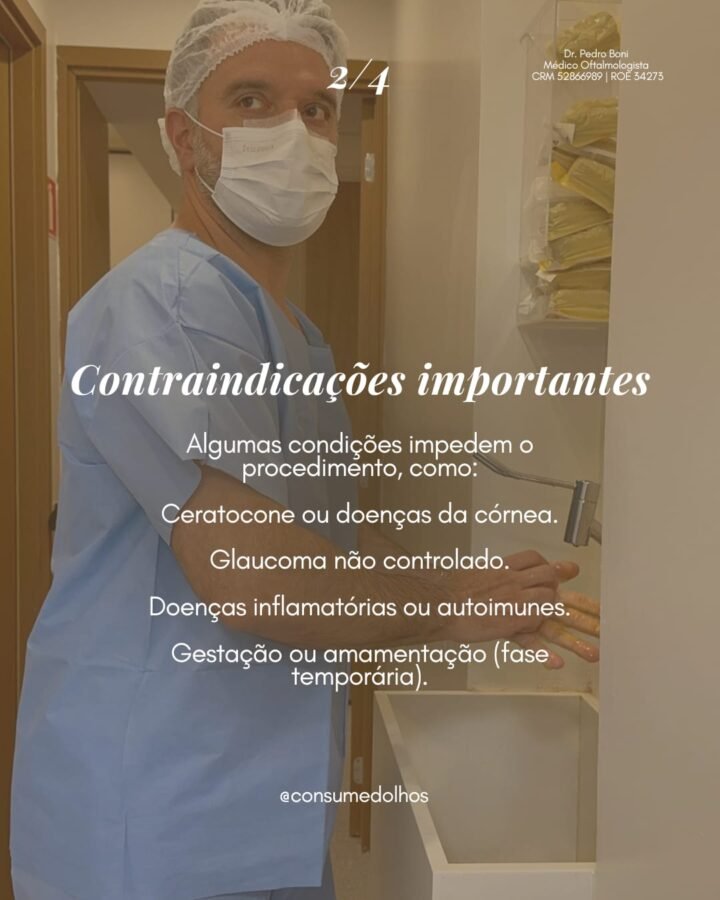 2/4
Dr. Pedro Boni
Médico Oftalmologista
CRM 52866989 | RQE 34273
Contraindicações importantes
Algumas condições impedem o
procedimento, como:
Ceratocone ou doenças da córnea.
Glaucoma não controlado.
Doenças inflamatórias ou autoimunes.
Gestação ou amamentação (fase
temporária).
@consumedolhos